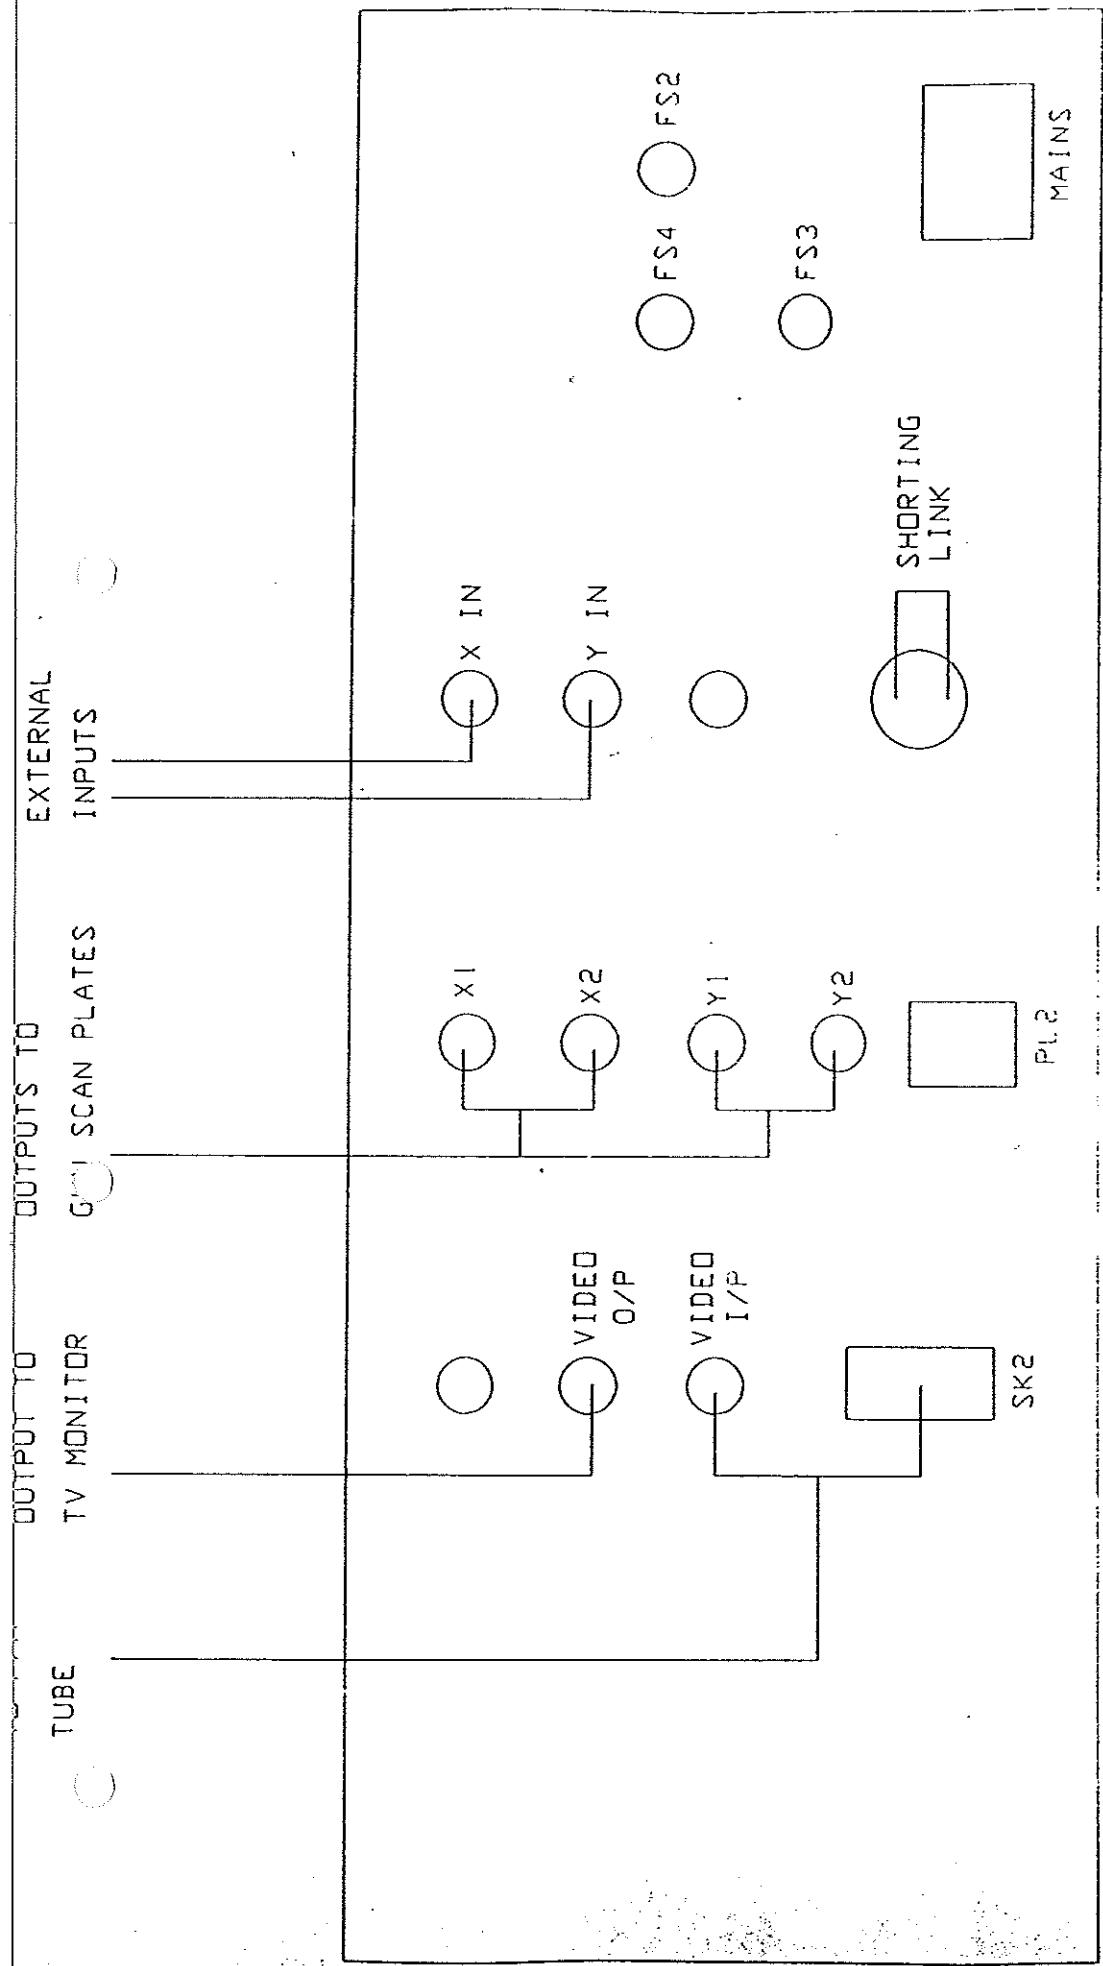 TUBE
OUTPUT TO
TV MONITOR
OUTPUTS TO
SCAN PLATES
EXTERNAL
INPUTS
VIDEO
O/P
VIDEO
I/P
SK2
X1
X2
Y1
Y2
PL2
X IN
Y IN
SHORTING
LINK
FS4
FS2
FS3
MAINS